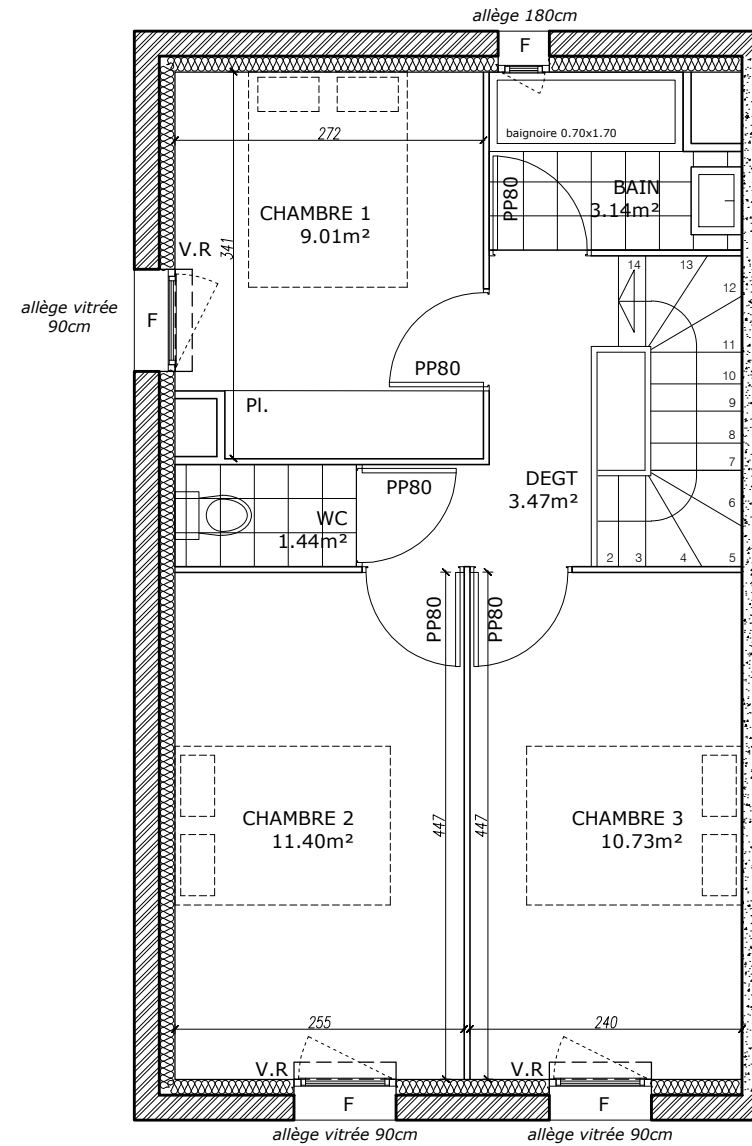 allège 180cm
F
baignoire 0.70x1.70
272
PP80
BAIN
3.14m²
CHAMBRE 1
9.01m²
341
V.R
allège vitrée
90cm
F
14
13
12
11
10
9
8
7
6
5
4
3
2
PP80
Pl.
PP80
DEGT
3.47m²
WC
1.44m²
PP80
PP80
CHAMBRE 2
11.40m²
447
447
CHAMBRE 3
10.73m²
255
240
V.R
V.R
F
F
allège vitrée 90cm
allège vitrée 90cm